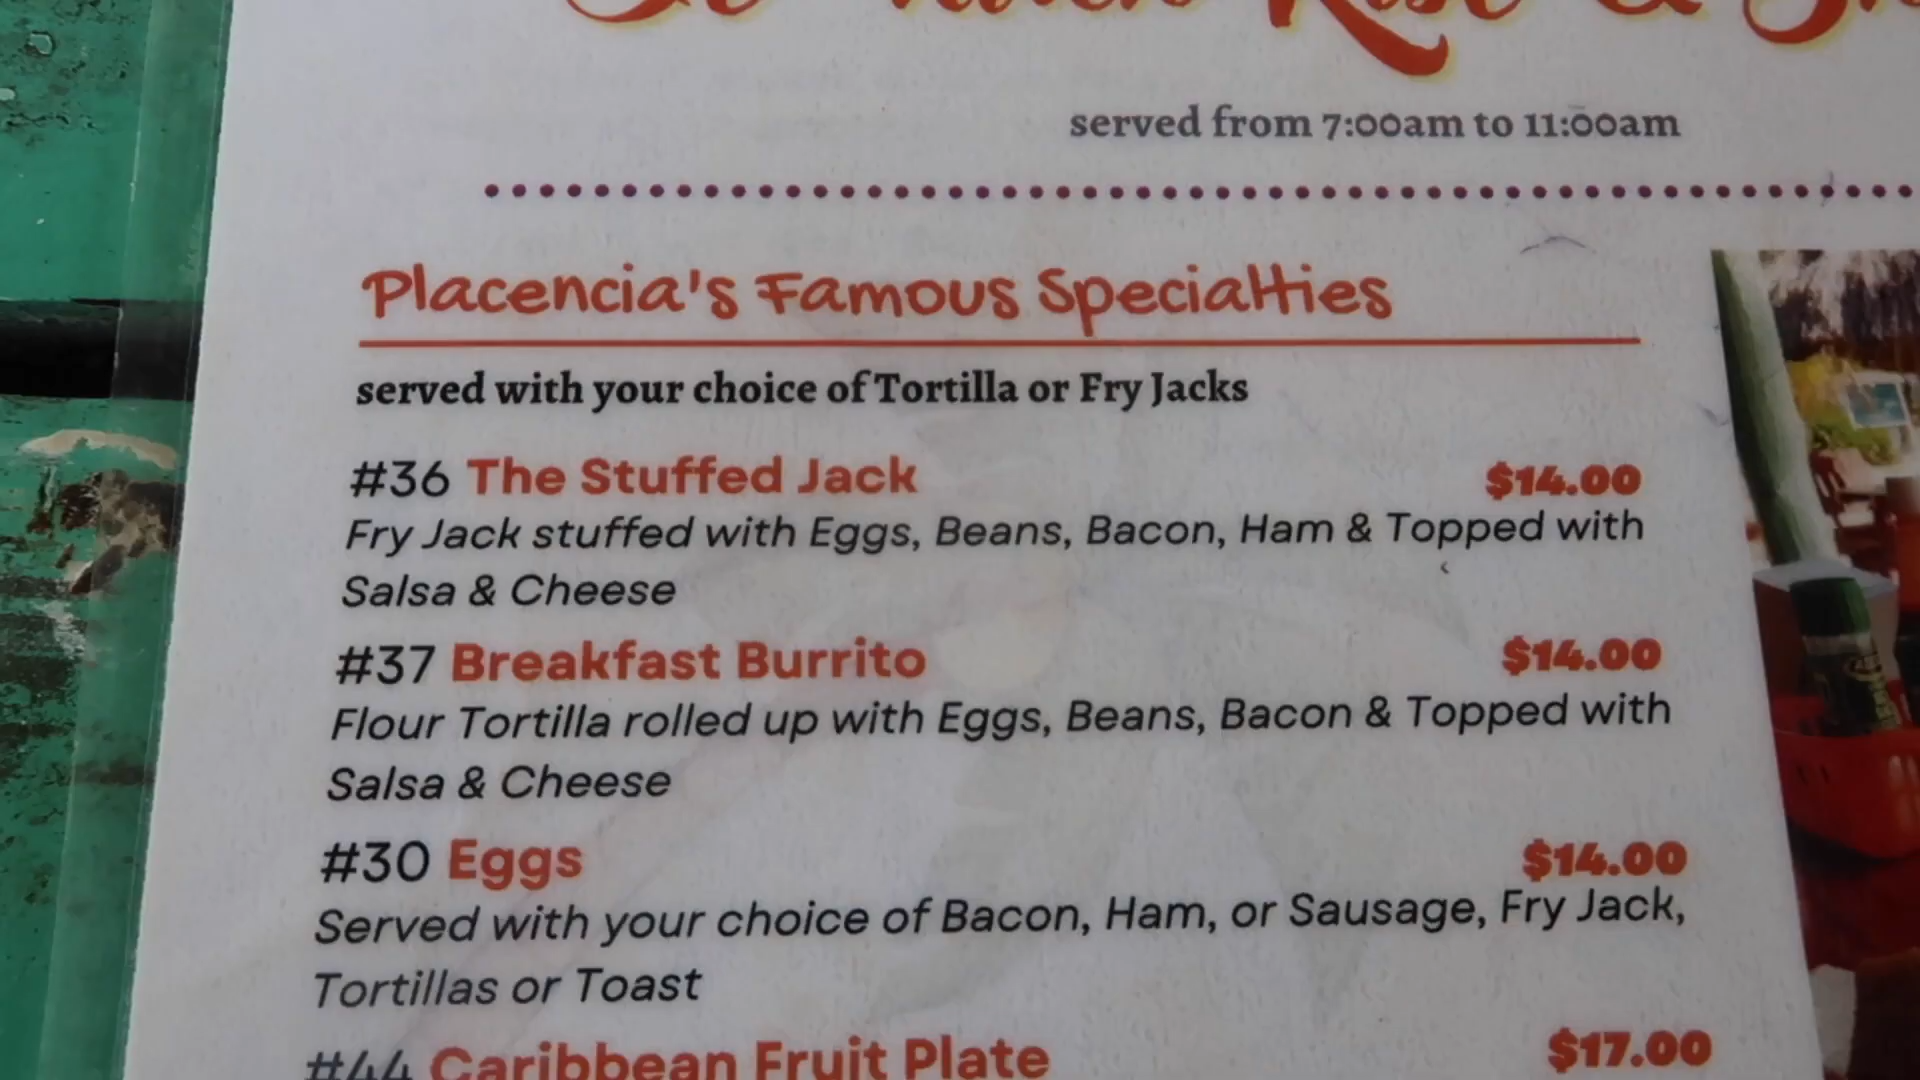 served from 7:00am to 11:00am
Placencia's Famous Specialties
served with your choice of Tortilla or Fry Jacks
#36 The Stuffed Jack $14.00
Fry Jack stuffed with Eggs, Beans, Bacon, Ham & Topped with
Salsa & Cheese
#37 Breakfast Burrito $14.00
Flour Tortilla rolled up with Eggs, Beans, Bacon & Topped with
Salsa & Cheese
#30 Eggs $14.00
Served with your choice of Bacon, Ham, or Sausage, Fry Jack,
Tortillas or Toast
#44 Caribbean Fruit Plate $17.00